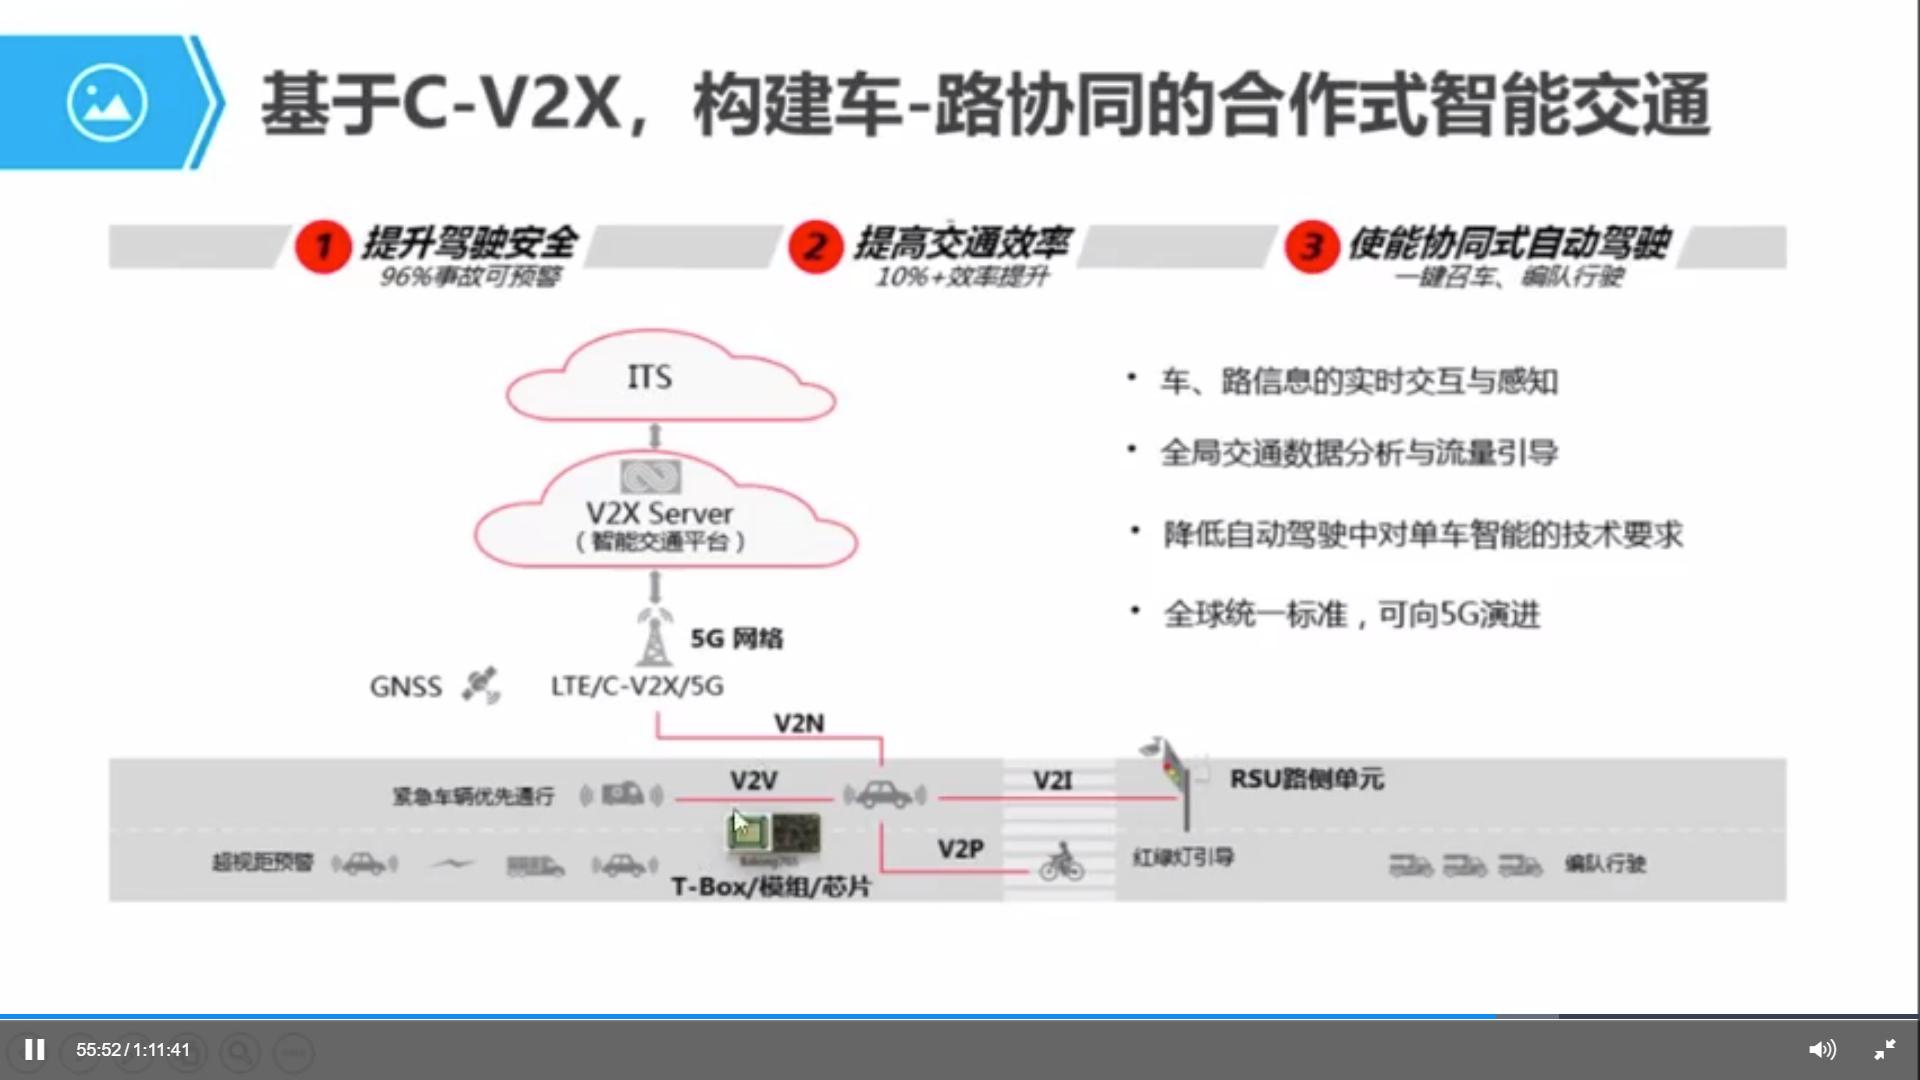 基于C-V2X，构建车-路协同的合作式智能交通
1 提升驾驶安全
96%事故可预警
2 提高交通效率
10%+效率提升
3 使能协同式自动驾驶
一键召车、编队行驶
ITS
V2X Server
（智能交通平台）
5G 网络
GNSS
LTE/C-V2X/5G
• 车、路信息的实时交互与感知
• 全局交通数据分析与流量引导
• 降低自动驾驶中对单车智能的技术要求
• 全球统一标准，可向5G演进
V2N
紧急车辆优先通行
V2V
V2I
RSU路侧单元
超视距预警
T-Box/模组/芯片
V2P
红绿灯引导
编队行驶
55:52/1:11:41